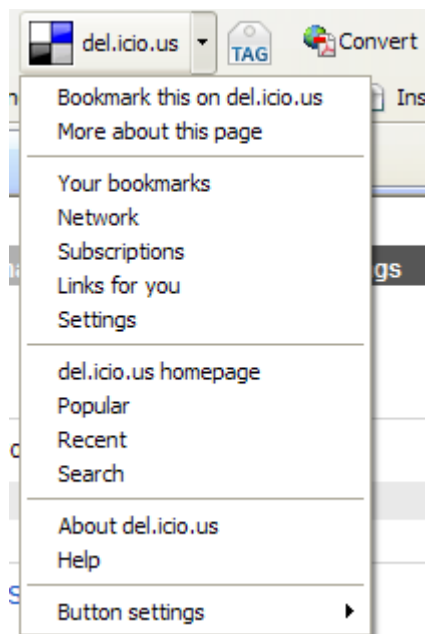 del.icio.us
TAG
Convert
Bookmark this on del.icio.us
More about this page
Your bookmarks
Network
Subscriptions
Links for you
Settings
del.icio.us homepage
Popular
Recent
Search
About del.icio.us
Help
Button settings